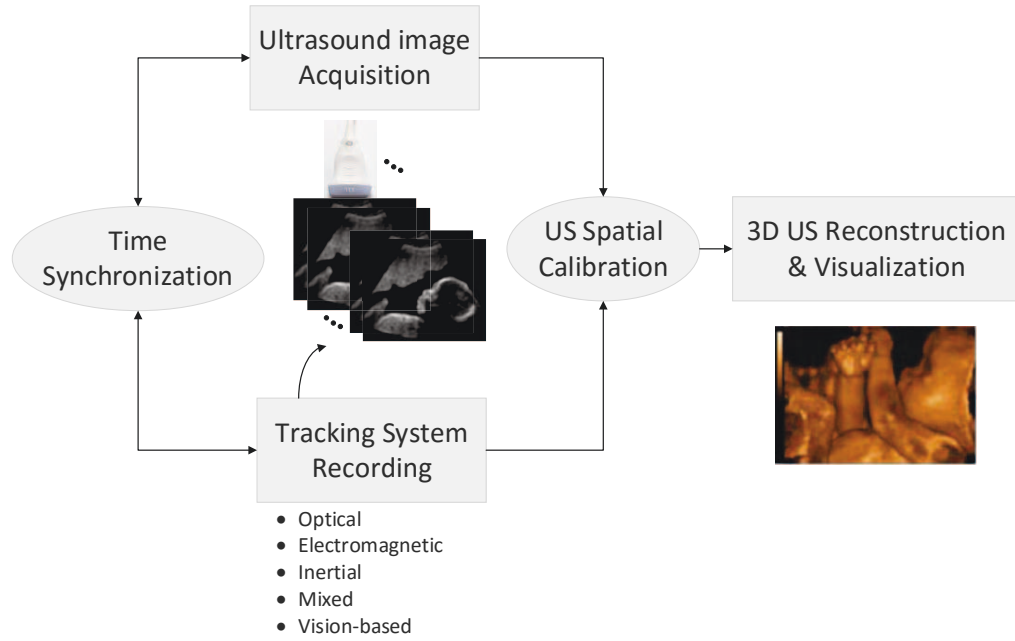 Ultrasound image
Acquisition
Time
Synchronization
US Spatial
Calibration
3D US Reconstruction
& Visualization
Tracking System
Recording
• Optical
• Electromagnetic
• Inertial
• Mixed
• Vision-based